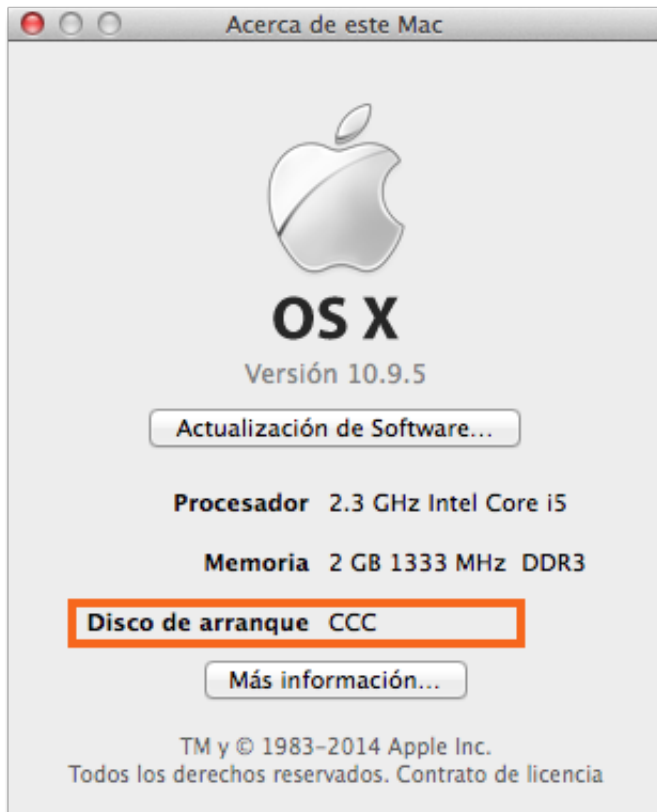 Acerca de este Mac
OS X
Versión 10.9.5
Actualización de Software...
Procesador 2.3 GHz Intel Core i5
Memoria 2 GB 1333 MHz DDR3
Disco de arranque CCC
Más información...
TM y © 1983-2014 Apple Inc.
Todos los derechos reservados. Contrato de licencia